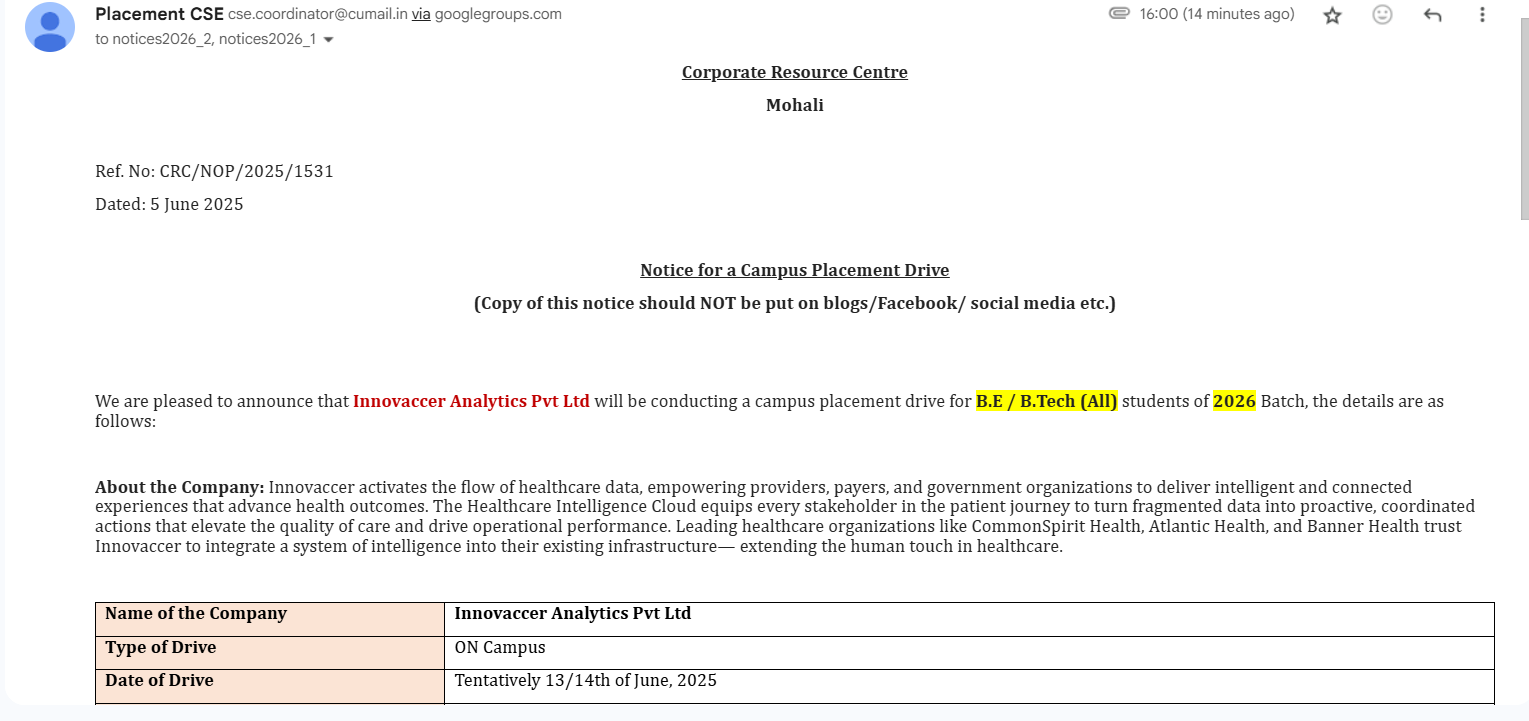 Placement CSE cse.coordinator@cumail.in via googlegroups.com
16:00 (14 minutes ago)
to notices2026_2, notices2026_1
Corporate Resource Centre
Mohali
Ref. No: CRC/NOP/2025/1531
Dated: 5 June 2025
Notice for a Campus Placement Drive
(Copy of this notice should NOT be put on blogs/Facebook/ social media etc.)
We are pleased to announce that Innovaccer Analytics Pvt Ltd will be conducting a campus placement drive for B.E / B.Tech (All) students of 2026 Batch, the details are as
follows:
About the Company: Innovaccer activates the flow of healthcare data, empowering providers, payers, and government organizations to deliver intelligent and connected
experiences that advance health outcomes. The Healthcare Intelligence Cloud equips every stakeholder in the patient journey to turn fragmented data into proactive, coordinated
actions that elevate the quality of care and drive operational performance. Leading healthcare organizations like CommonSpirit Health, Atlantic Health, and Banner Health trust
Innovaccer to integrate a system of intelligence into their existing infrastructure— extending the human touch in healthcare.
Name of the Company Innovaccer Analytics Pvt Ltd
Type of Drive ON Campus
Date of Drive Tentatively 13/14th of June, 2025